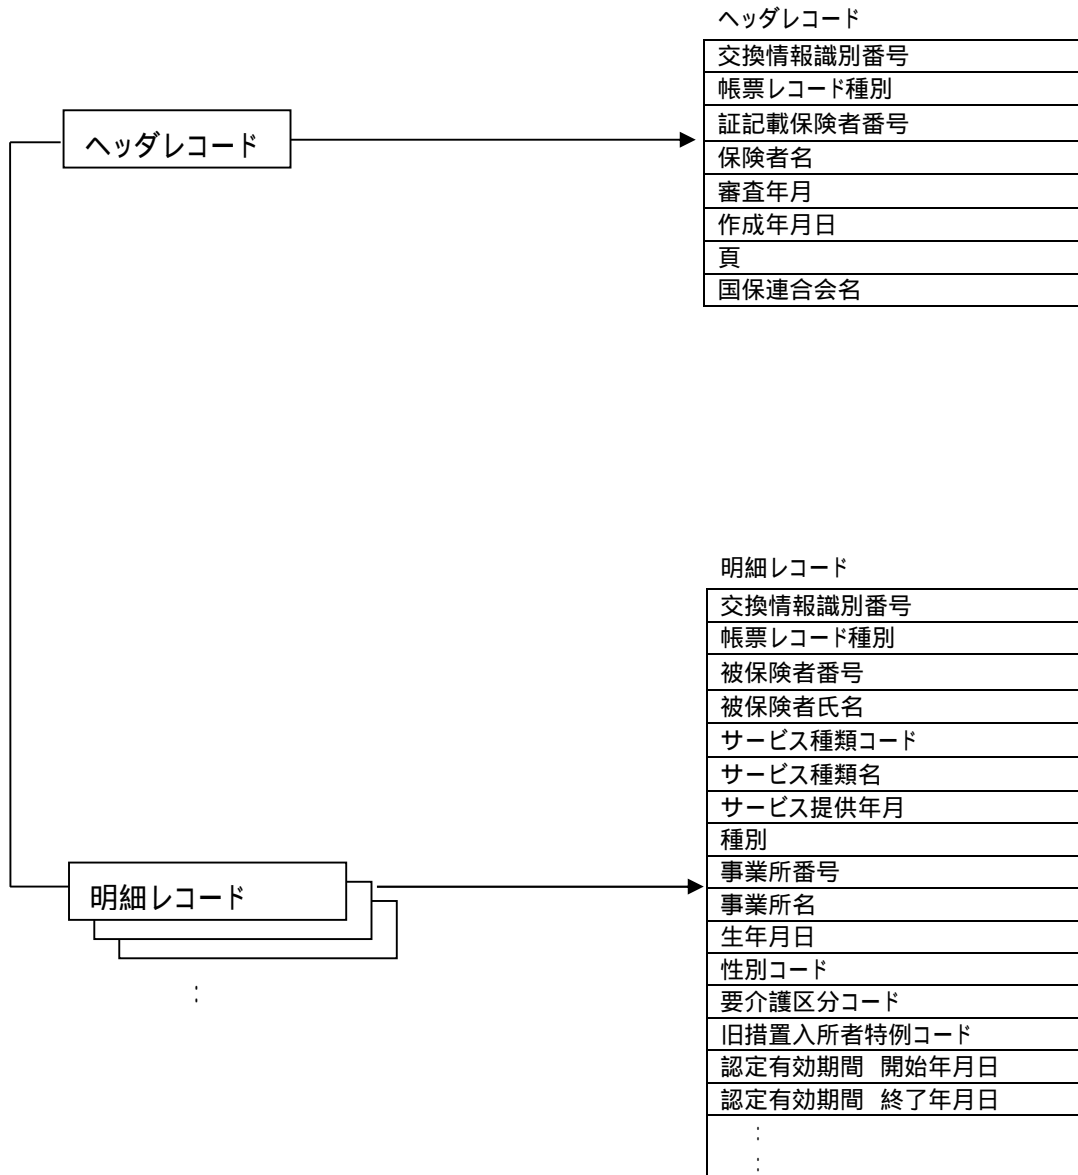 ヘッダレコード
ヘッダレコード
交換情報識別番号
帳票レコード種別
証記載保険者番号
保険者名
審査年月
作成年月日
頁
国保連合会名
明細レコード
:
明細レコード
交換情報識別番号
帳票レコード種別
被保険者番号
被保険者氏名
サービス種類コード
サービス種類名
サービス提供年月
種別
事業所番号
事業所名
生年月日
性別コード
要介護区分コード
旧措置入所者特例コード
認定有効期間 開始年月日
認定有効期間 終了年月日
:
: